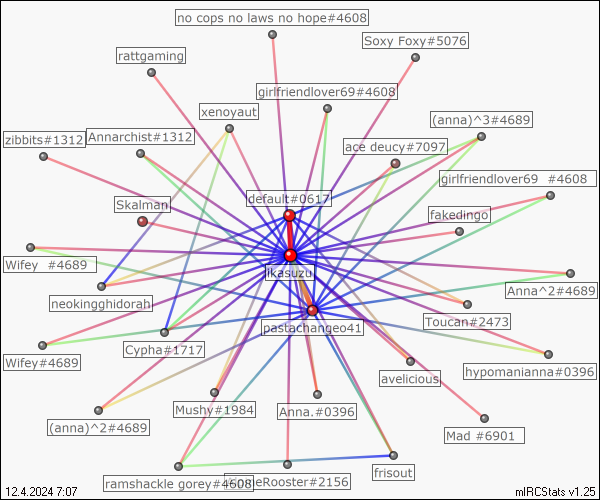 no cops no laws no hope#4608
Soxy Foxy#5076
rattgaming
girlfriendlover69#4608
xenoyaut
(anna)^3#4689
zibbits#1312
Annarchist#1312
ace deucy#7097
girlfriendlover69 #4608
default#0617
Skalman
fakedingo
Wifey #4689
likasuzu
Anna^2#4689
neokingghidorah
Toucan#2473
pastachangeo41
Cypha#1717
Wifey#4689
hypomanianna#0396
avelicious
Mushy#1984
Anna.#0396
(anna)^2#4689
Mad #6901
frisout
ramshackle gorey#4608
neRooster#2156
12.4.2024 7:07
mIRCStats v1.25